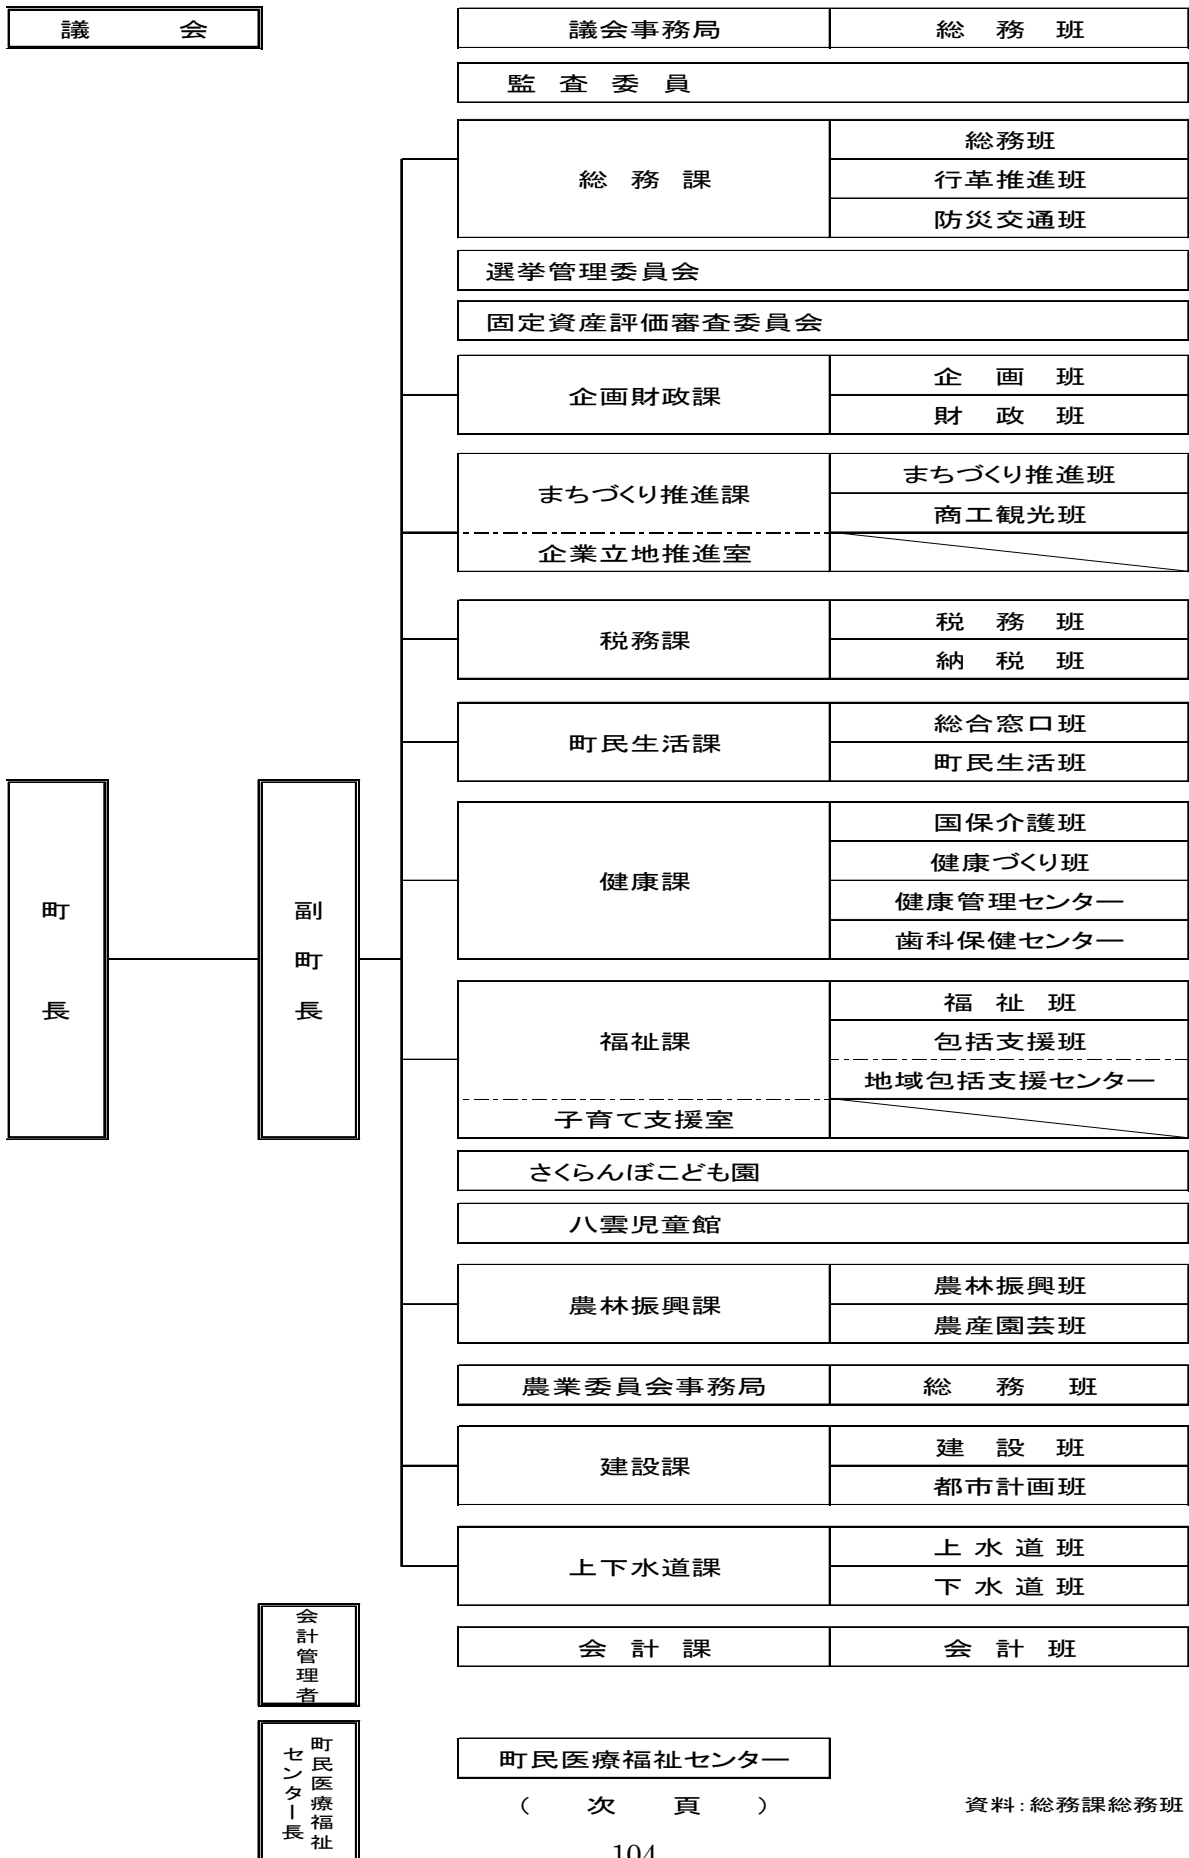 議　会
議会事務局　総　務　班
監　査　委　員
総　務　課
総務班
行革推進班
防災交通班
選挙管理委員会
固定資産評価審査委員会
企画財政課
企　画　班
財　政　班
まちづくり推進課
まちづくり推進班
商工観光班
企業立地推進室
税務課
税　務　班
納　税　班
町民生活課
総合窓口班
町民生活班
町長
副町長
健康課
国保介護班
健康づくり班
健康管理センター
歯科保健センター
福祉課
福　祉　班
包括支援班
地域包括支援センター
子育て支援室
さくらんぼこども園
八雲児童館
農林振興課
農林振興班
農産園芸班
農業委員会事務局　総　務　班
建設課
建　設　班
都市計画班
上下水道課
上　水　道　班
下　水　道　班
会計管理者
会　計　課　会　計　班
町民医療福祉
センター長
町民医療福祉センター
（　次　頁　）
資料：総務課総務班
104